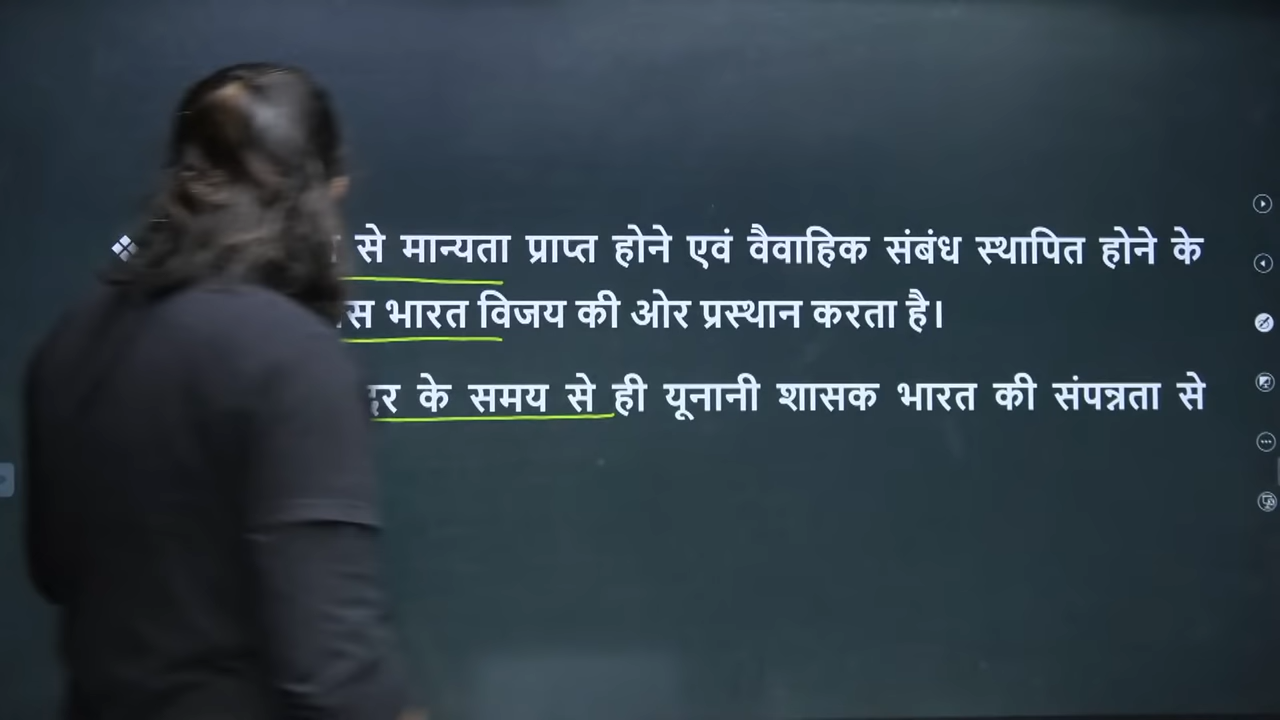 से मान्यता प्राप्त होने एवं वैवाहिक संबंध स्थापित होने के
भारत विजय की ओर प्रस्थान करता है।
के समय से ही यूनानी शासक भारत की संपन्नता से